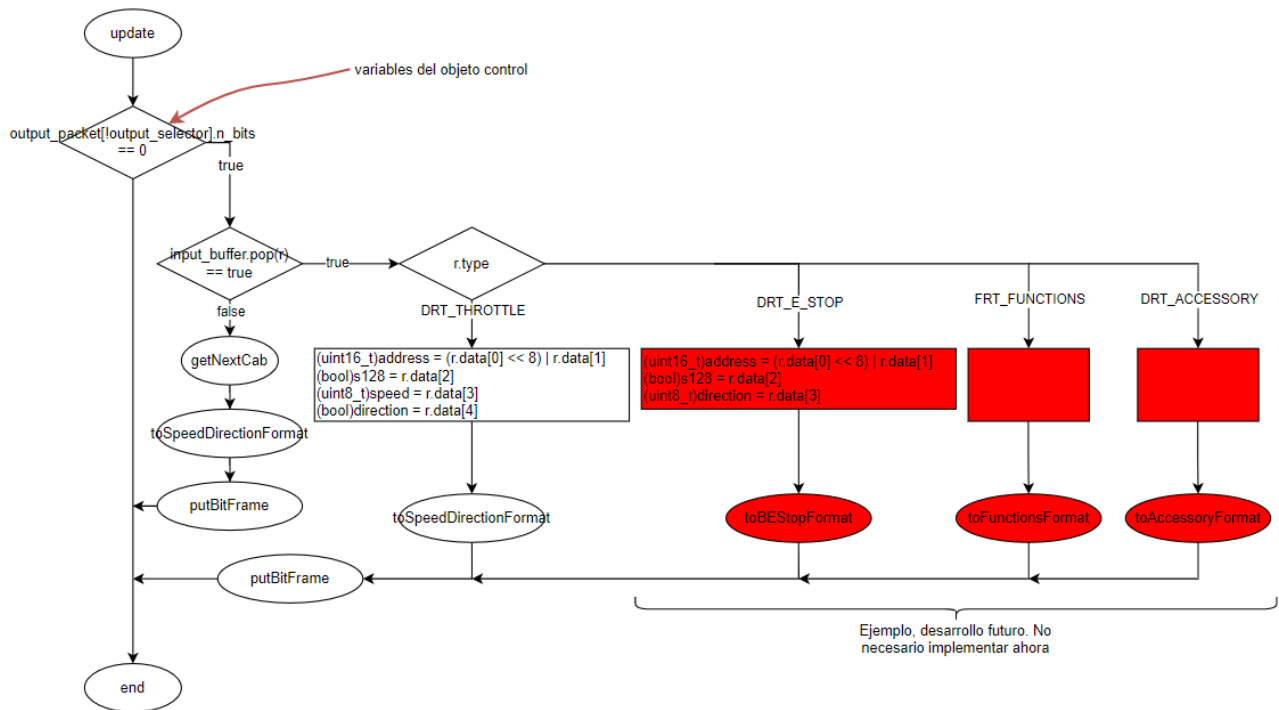 update
variables del objeto control
output_packet[!output_selector].n_bits
== 0
true
input_buffer.pop(r)
== true
true
r.type
false
DRT_THROTTLE
DRT_E_STOP
FRT_FUNCTIONS
DRT_ACCESSORY
getNextCab
(uint16_t)address = (r.data[0] << 8) | r.data[1]
(bool)s128 = r.data[2]
(uint8_t)speed = r.data[3]
(bool)direction = r.data[4]
(uint16_t)address = (r.data[0] << 8) | r.data[1]
(bool)s128 = r.data[2]
(uint8_t)direction = r.data[3]
toSpeedDirectionFormat
putBitFrame
toSpeedDirectionFormat
toBEStopFormat
toFunctionsFormat
toAccessoryFormat
putBitFrame
Ejemplo, desarrollo futuro. No
necesario implementar ahora
end